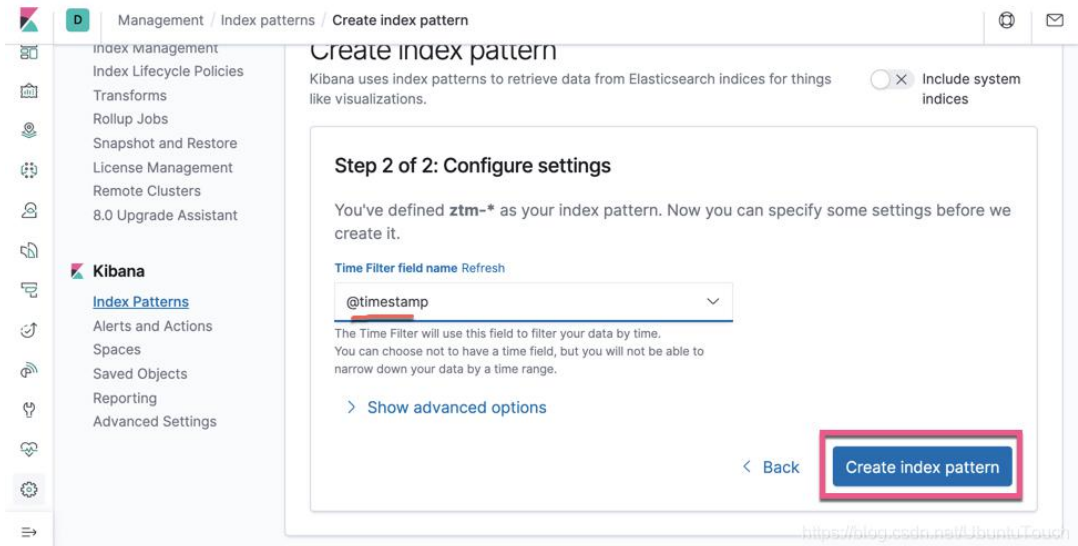 D Management / Index patterns / Create index pattern
Index Management
Index Lifecycle Policies
Transforms
Rollup Jobs
Snapshot and Restore
License Management
Remote Clusters
8.0 Upgrade Assistant
Kibana
Index Patterns
Alerts and Actions
Spaces
Saved Objects
Reporting
Advanced Settings
Create index pattern
Kibana uses index patterns to retrieve data from Elasticsearch indices for things
like visualizations.
Include system
indices
Step 2 of 2: Configure settings
You've defined ztm-* as your index pattern. Now you can specify some settings before we
create it.
Time Filter field name Refresh
@timestamp
The Time Filter will use this field to filter your data by time.
You can choose not to have a time field, but you will not be able to
narrow down your data by a time range.
Show advanced options
Back
Create index pattern
https://blog.csdn.net/UbuntuTouch